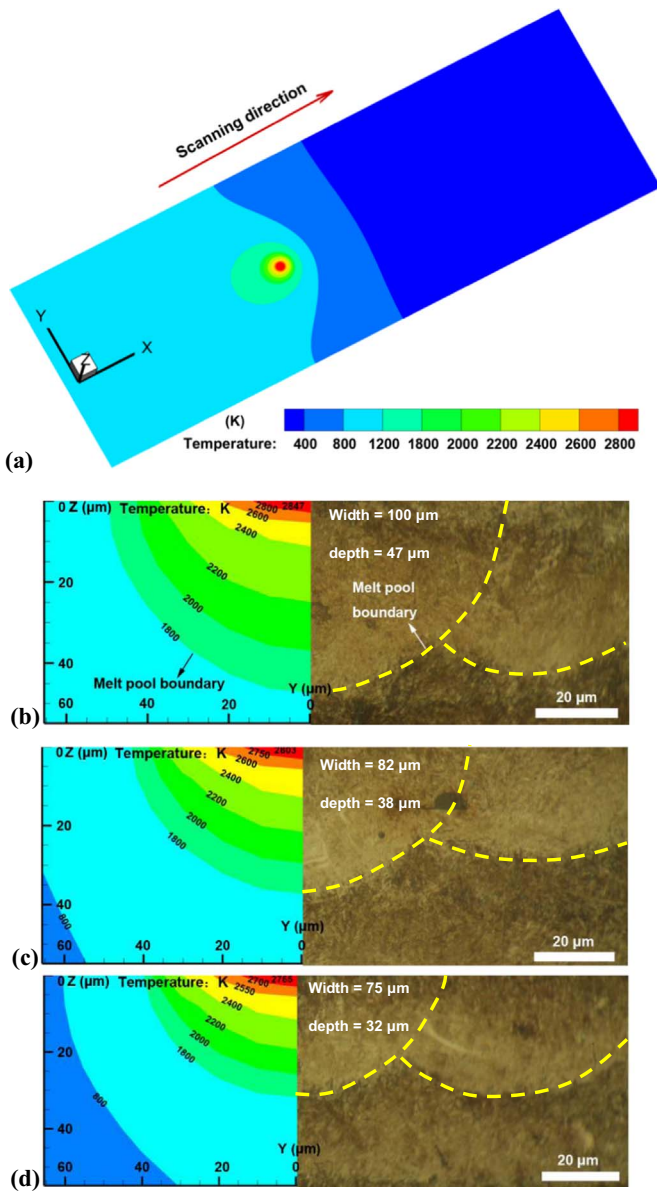 Scanning direction
Y
X
Z
(K)
Temperature: 400 800 1200 1800 2000 2200 2400 2600 2800
(a)
0 Z (μm) Temperature: K 2800 2847
2600
2400
2200
2000
1800
20
40
60
Melt pool boundary
Y (μm)
60 40 20 0
Width = 100 μm
depth = 47 μm
Melt pool
boundary
20 μm
(b)
0 Z (μm) Temperature: K 2750 2803
2600
2400
2200
2000
1800
800
20
40
60
Y (μm)
60 40 20 0
Width = 82 μm
depth = 38 μm
20 μm
(c)
0 Z (μm) Temperature: K 2700 2765
2550
2400
2200
2000
1800
800
20
40
Y (μm)
60 40 20 0
Width = 75 μm
depth = 32 μm
20 μm
(d)